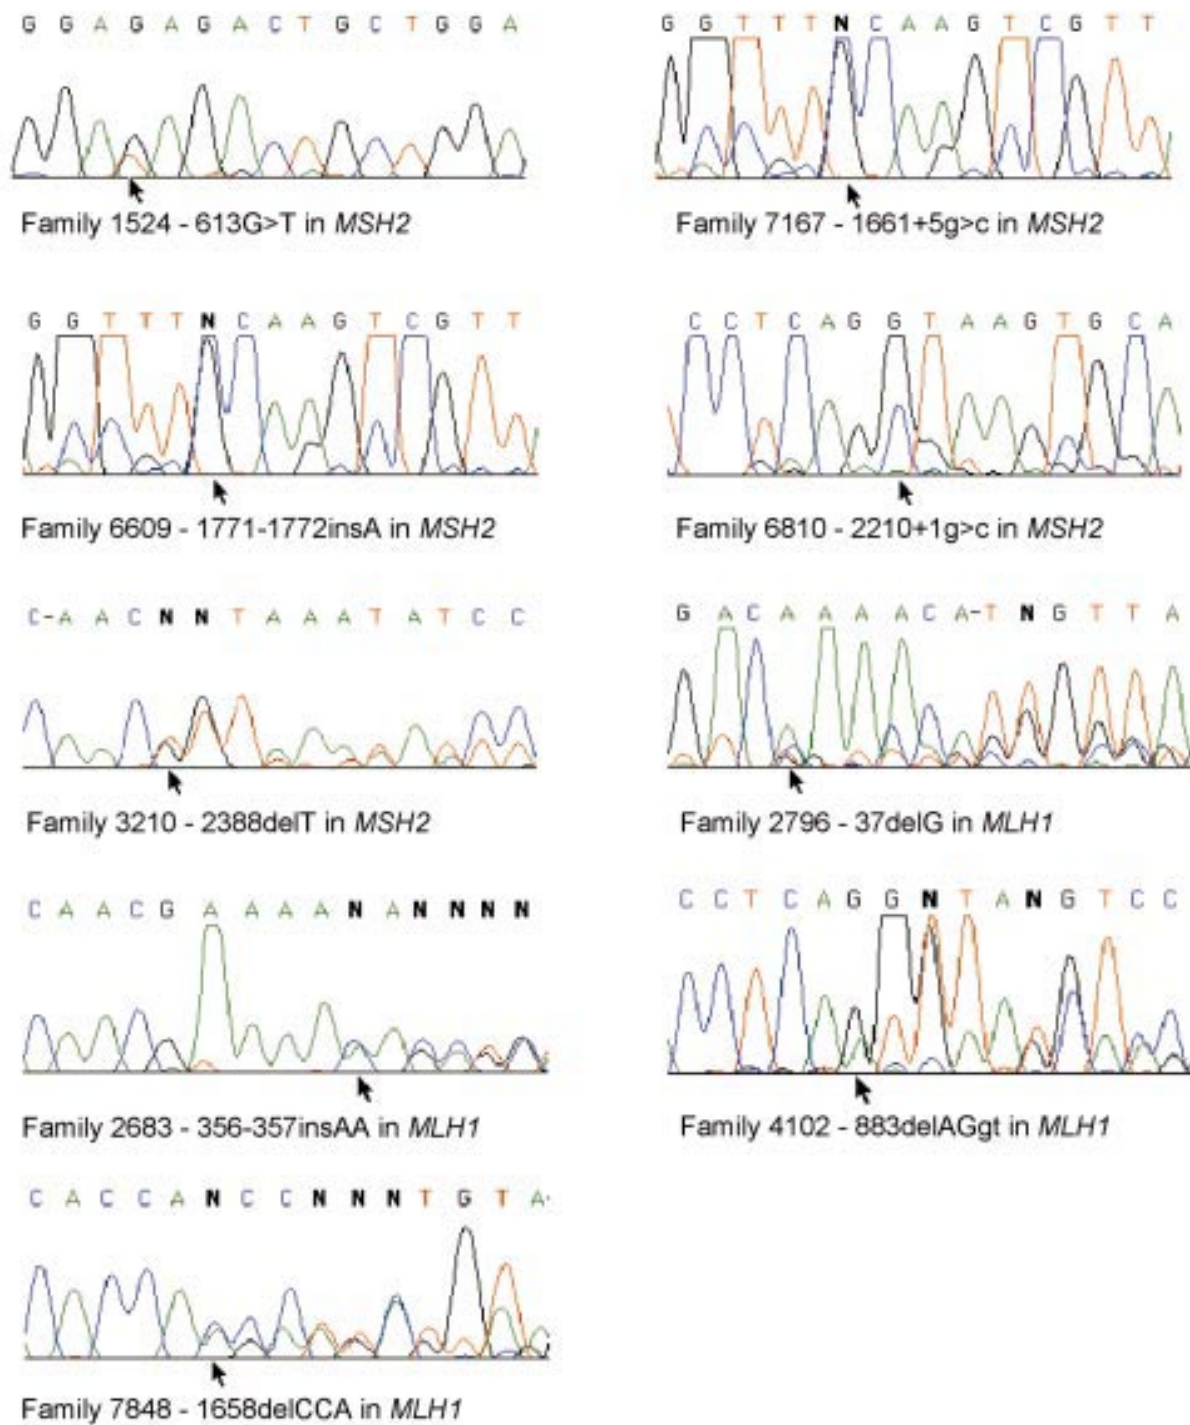 G G A G A G A C T G C T G G A
Family 1524 - 613G>T in MSH2
G G T T T N C A A G T C G T T
Family 7167 - 1661+5g>c in MSH2
G G T T T N C A A G T C G T T
Family 6609 - 1771-1772insA in MSH2
C C T C A G G T A A G T G C A
Family 6810 - 2210+1g>c in MSH2
C-A A C N N T A A A T A T C C
Family 3210 - 2388delT in MSH2
G A C A A A A C A-T N G T T A
Family 2796 - 37delG in MLH1
C A A C G A A A A N A N N N N
Family 2683 - 356-357insAA in MLH1
C C T C A G G N T A N G T C C
Family 4102 - 883delAGgt in MLH1
C A C C A N C C N N N T G T A-
Family 7848 - 1658delCCA in MLH1